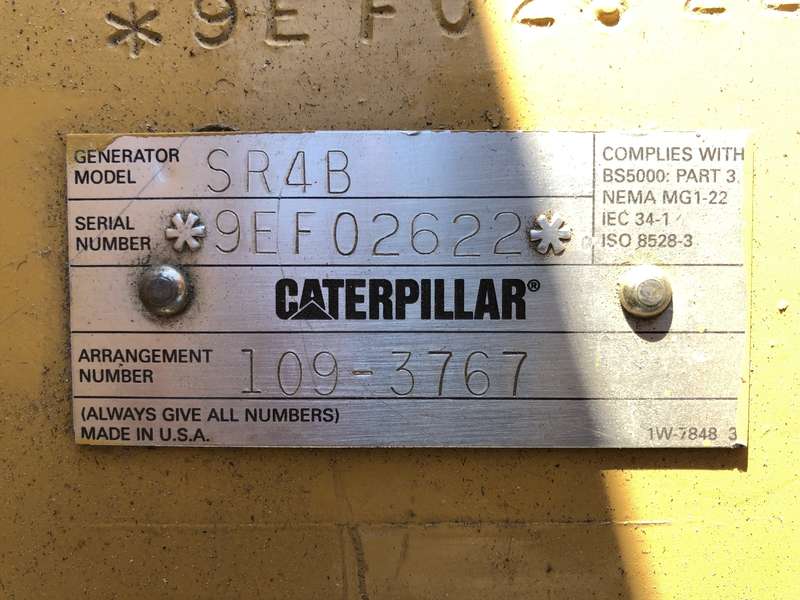 *9EF02622
GENERATOR MODEL SR4B
SERIAL NUMBER *9EF02622*
COMPLIES WITH
BS5000: PART 3
NEMA MG1-22
IEC 34-1
ISO 8528-3
CATERPILLAR®
ARRANGEMENT NUMBER 109-3767
(ALWAYS GIVE ALL NUMBERS)
MADE IN U.S.A.
1W-7848 3